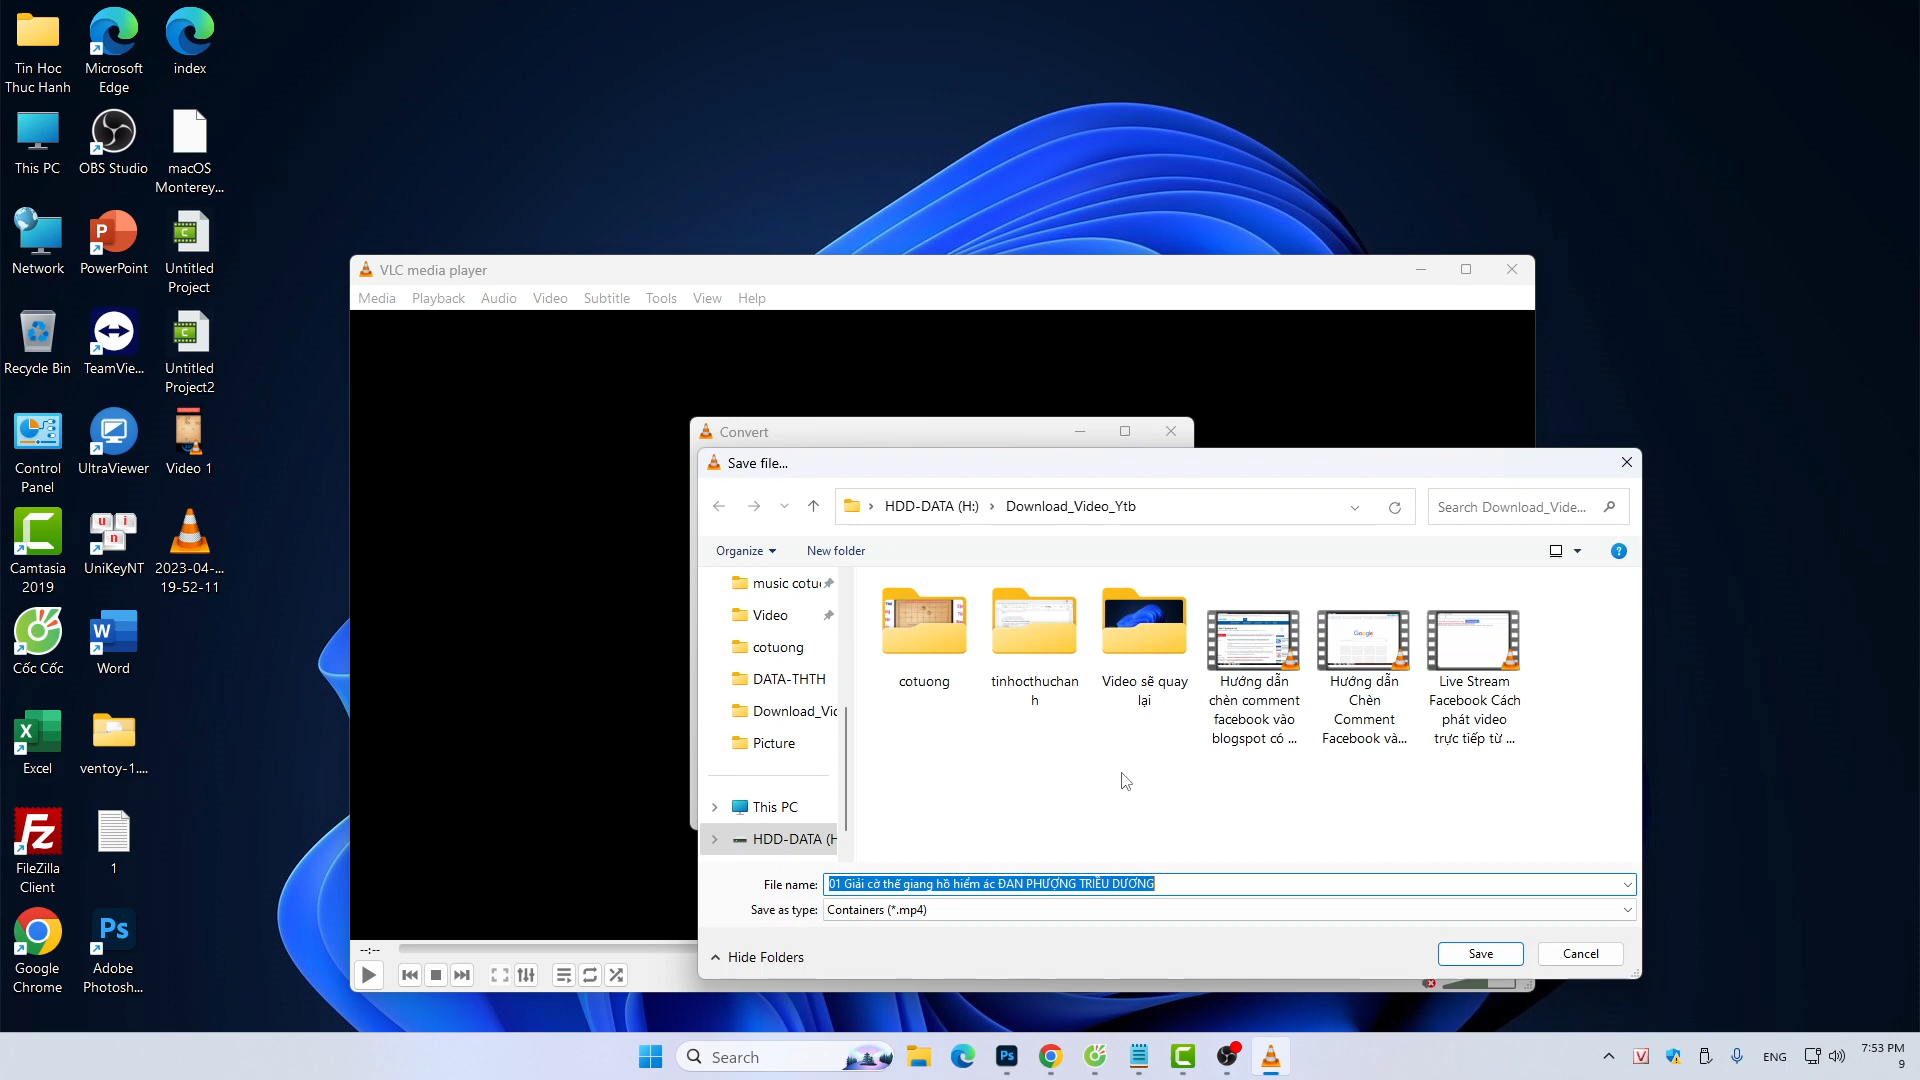 Tin Hoc
Thuc Hanh
Microsoft
Edge
index
This PC
OBS Studio
macOS
Monterey...
Network
PowerPoint
Untitled
Project
Recycle Bin
TeamVie...
Untitled
Project2
Control
Panel
UltraViewer
Video 1
Camtasia
2019
UniKeyNT
2023-04-...
19-52-11
Cốc Cốc
Word
Excel
ventoy-1....
FileZilla
Client
1
Google
Chrome
Adobe
Photosh...
VLC media player
Media Playback Audio Video Subtitle Tools View Help
Convert
Save file...
HDD-DATA (H:) › Download_Video_Ytb
Search Download_Vide...
Organize New folder
music cotu
Video
cotuong
DATA-THTH
Download_Vid
Picture
This PC
HDD-DATA (H
cotuong
tinhocthuchan
h
Video sẽ quay
lại
Hướng dẫn
chèn comment
facebook vào
blogspot có ...
Hướng dẫn
Chèn
Comment
Facebook và...
Live Stream
Facebook Cách
phát video
trực tiếp từ ...
File name: 01 Giải cờ thế giang hồ hiểm ác ĐAN PHƯỢNG TRIỀU DƯƠNG
Save as type: Containers (*.mp4)
Hide Folders
Save
Cancel
--:--
Search
ENG
7:53 PM
9